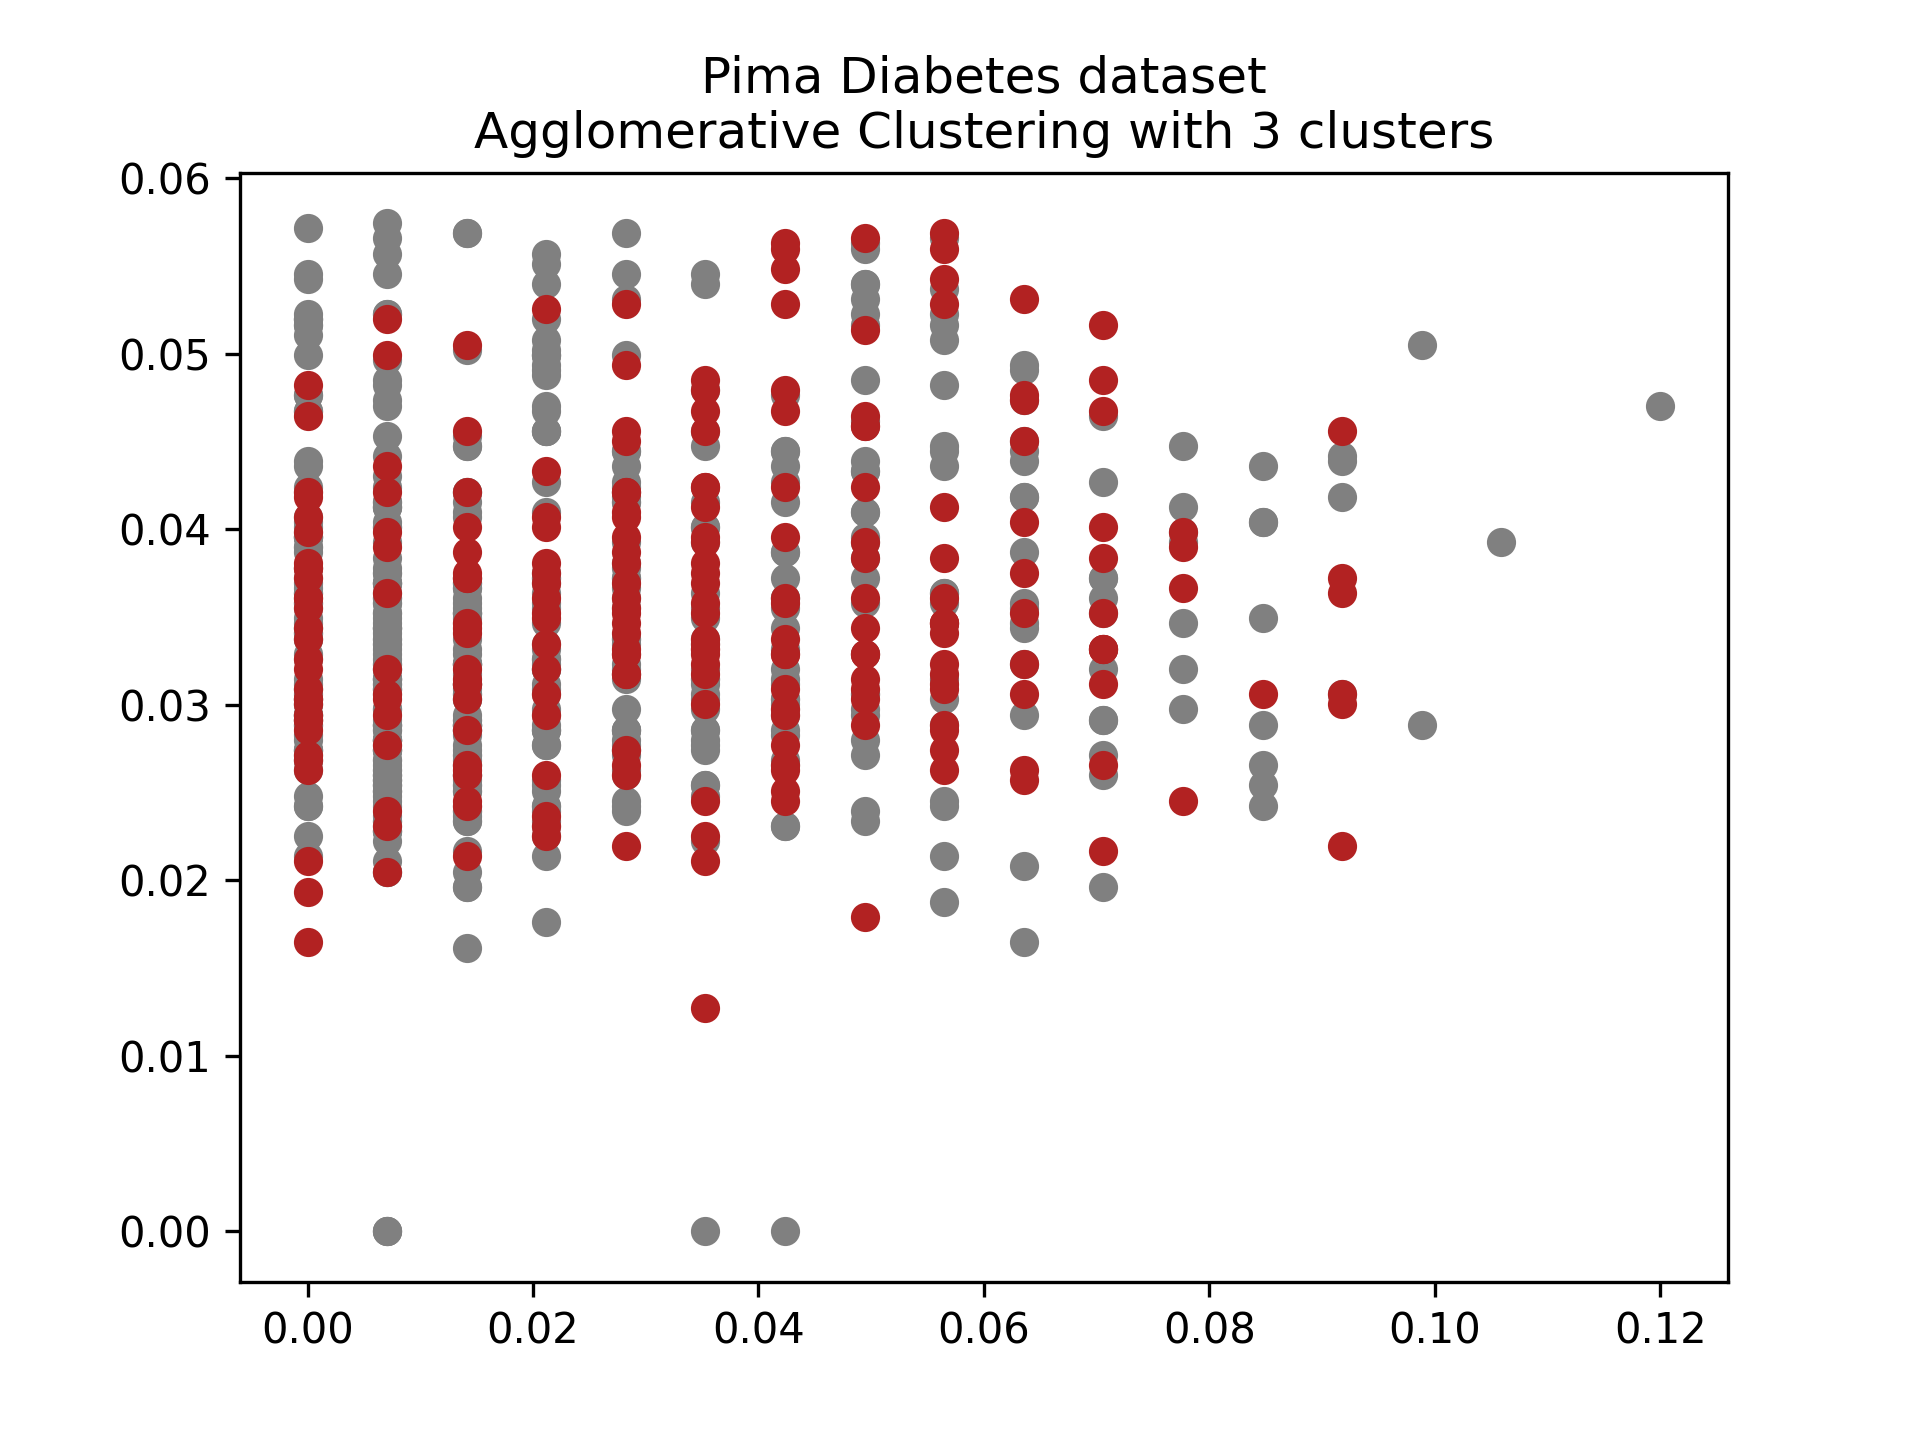 Pima Diabetes dataset
Agglomerative Clustering with 3 clusters
0.06
0.05
0.04
0.03
0.02
0.01
0.00
0.00 0.02 0.04 0.06 0.08 0.10 0.12